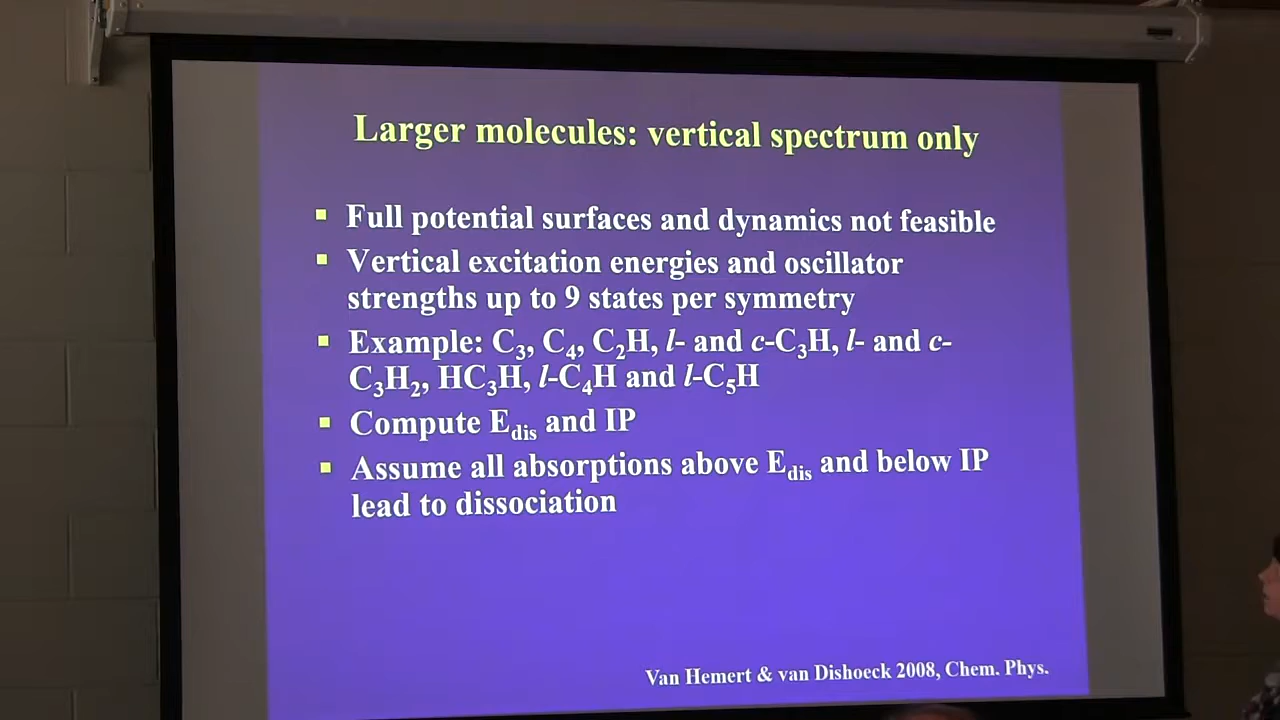 Larger molecules: vertical spectrum only
Full potential surfaces and dynamics not feasible
Vertical excitation energies and oscillator
strengths up to 9 states per symmetry
Example: C₃, C₄, C₂H, l- and c-C₃H, l- and c-
C₃H₂, HC₃H, l-C₄H and l-C₅H
Compute E_dis and IP
Assume all absorptions above E_dis and below IP
lead to dissociation
Van Hemert & van Dishoeck 2008, Chem. Phys.